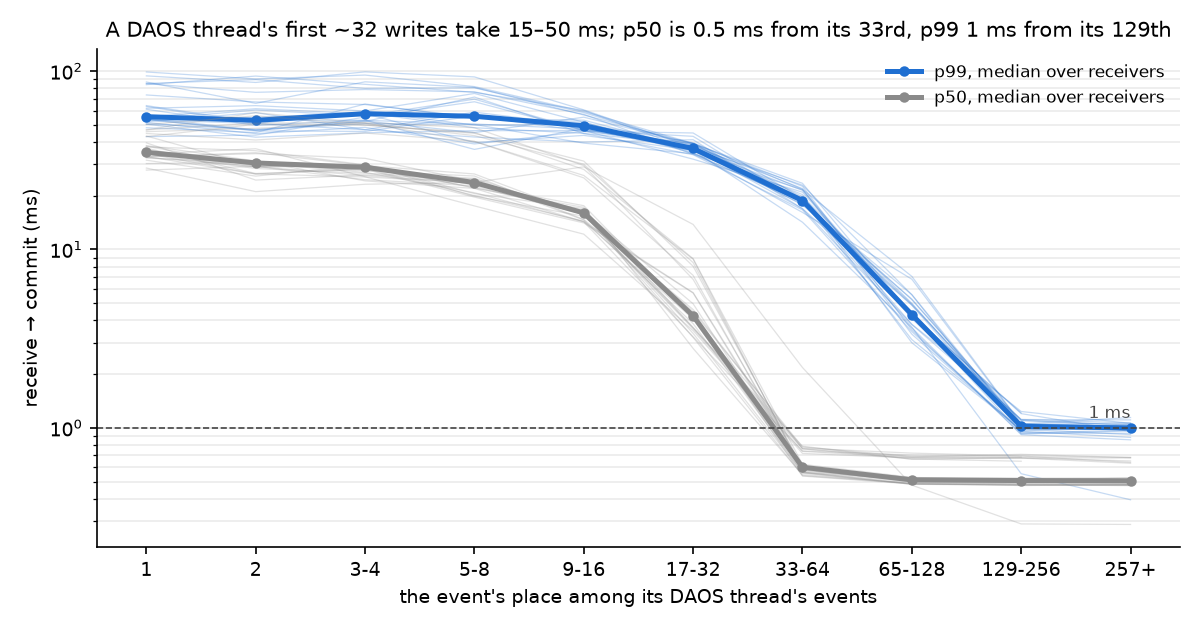 A DAOS thread's first ~32 writes take 15–50 ms; p50 is 0.5 ms from its 33rd, p99 1 ms from its 129th
p99, median over receivers
p50, median over receivers
10²
10¹
10⁰
receive → commit (ms)
1 ms
1 2 3-4 5-8 9-16 17-32 33-64 65-128 129-256 257+
the event's place among its DAOS thread's events